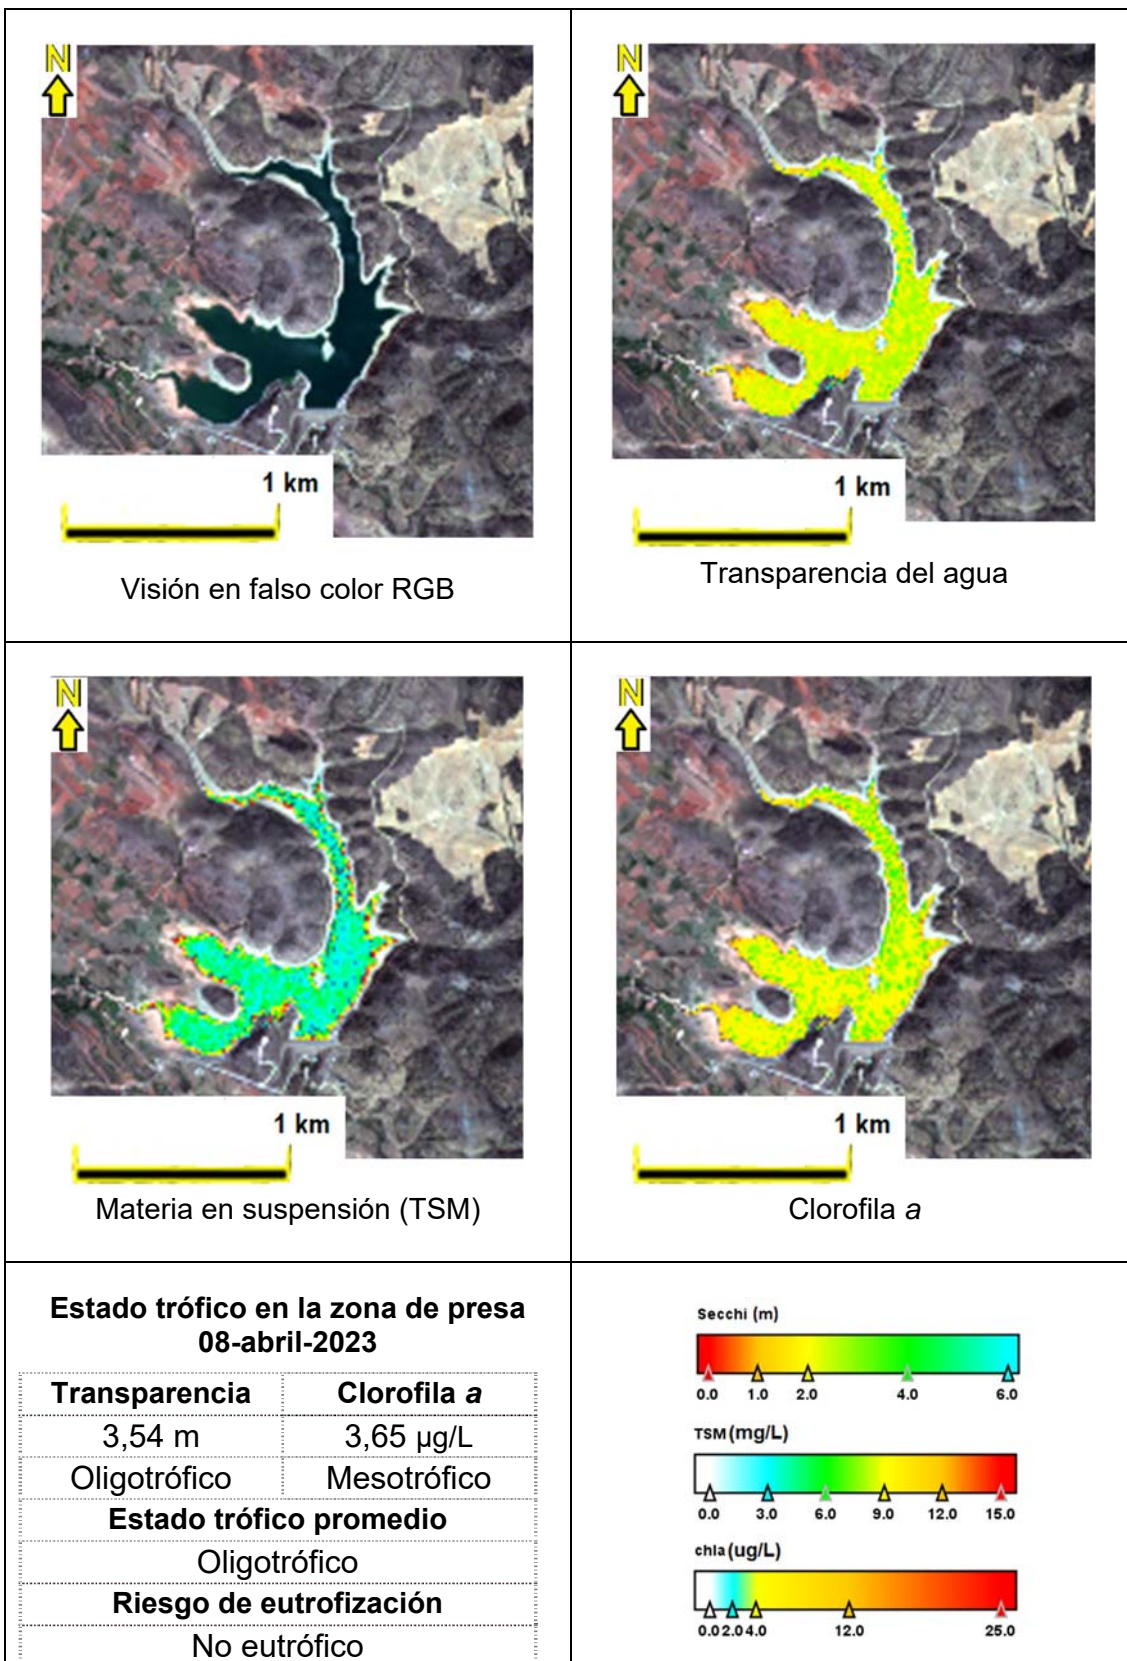 N
1 km
Visión en falso color RGB
N
1 km
Transparencia del agua
N
1 km
Materia en suspensión (TSM)
N
1 km
Clorofila a
Estado trófico en la zona de presa
08-abril-2023
Transparencia Clorofila a
3,54 m 3,65 µg/L
Oligotrófico Mesotrófico
Estado trófico promedio
Oligotrófico
Riesgo de eutrofización
No eutrófico
Secchi (m)
0.0 1.0 2.0 4.0 6.0
TSM (mg/L)
0.0 3.0 6.0 9.0 12.0 15.0
chla (ug/L)
0.0 2.0 4.0 12.0 25.0